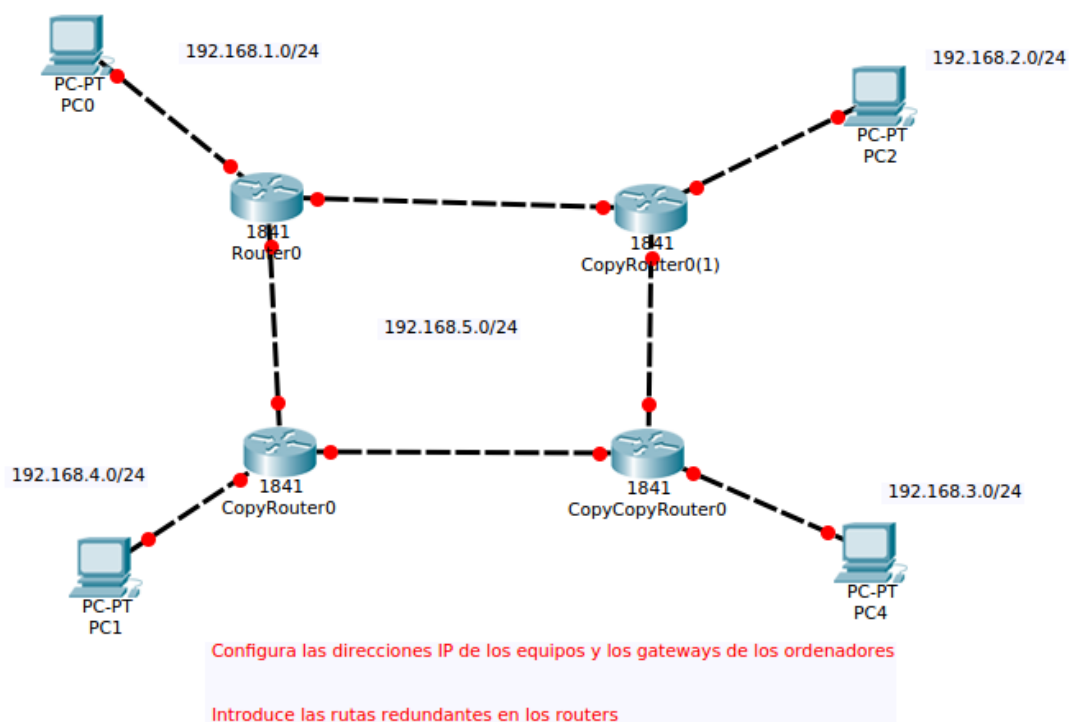 192.168.1.0/24
PC-PT
PC0
192.168.2.0/24
PC-PT
PC2
1841
Router0
1841
CopyRouter0(1)
192.168.5.0/24
192.168.4.0/24
1841
CopyRouter0
1841
CopyCopyRouter0
192.168.3.0/24
PC-PT
PC1
PC-PT
PC4
Configura las direcciones IP de los equipos y los gateways de los ordenadores
Introduce las rutas redundantes en los routers